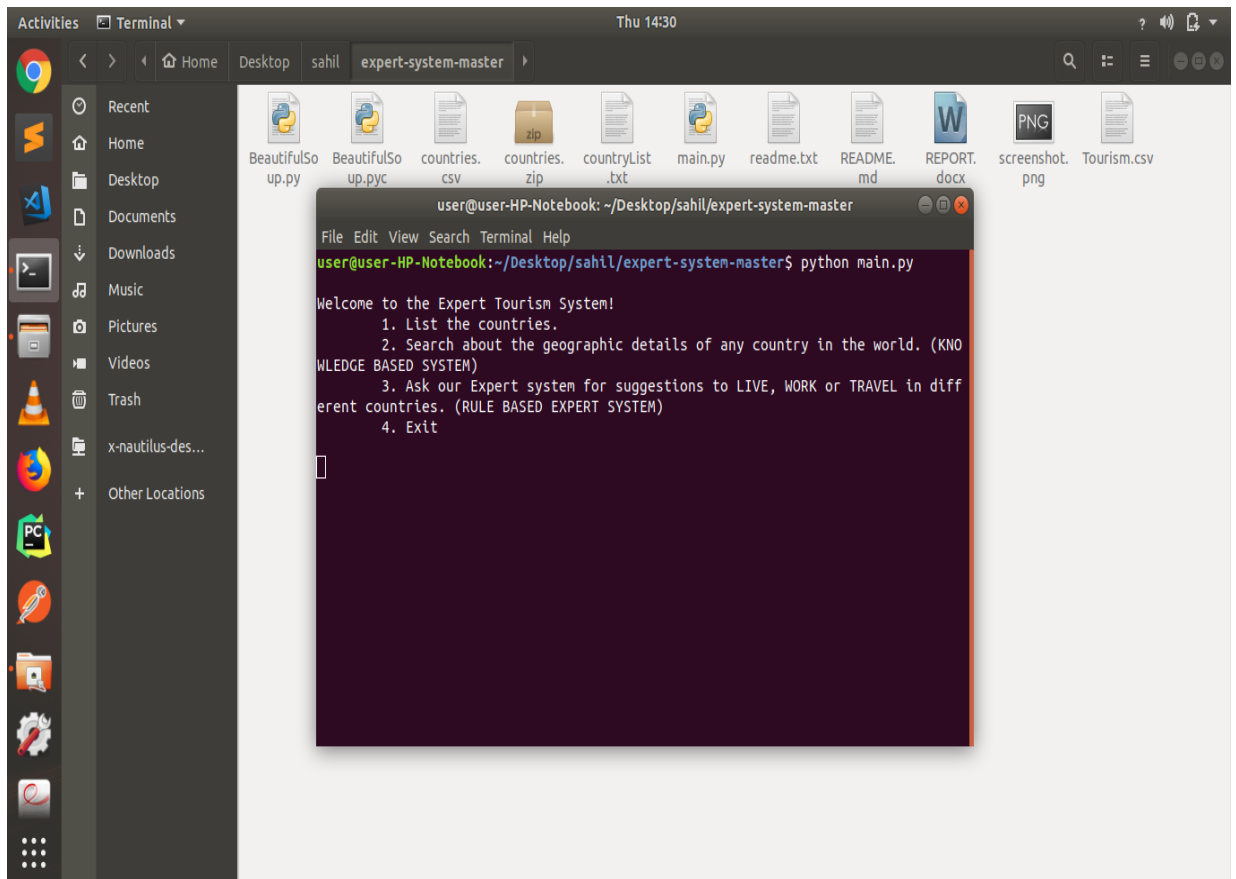 Activities Terminal Thu 14:30 ?
Home Desktop sahil expert-system-master
Recent
Home
Desktop
Documents
Downloads
Music
Pictures
Videos
Trash
x-nautilus-des...
Other Locations
zip W PNG
BeautifulSo BeautifulSo countries. countries. countryList main.py readme.txt README. REPORT. screenshot. Tourism.csv
up.py up.pyc csv zip .txt md docx png
user@user-HP-Notebook: ~/Desktop/sahil/expert-system-master
File Edit View Search Terminal Help
user@user-HP-Notebook:~/Desktop/sahil/expert-system-master$ python main.py
Welcome to the Expert Tourism System!
1. List the countries.
2. Search about the geographic details of any country in the world. (KNO
WLEDGE BASED SYSTEM)
3. Ask our Expert system for suggestions to LIVE, WORK or TRAVEL in diff
erent countries. (RULE BASED EXPERT SYSTEM)
4. Exit
>_
PC